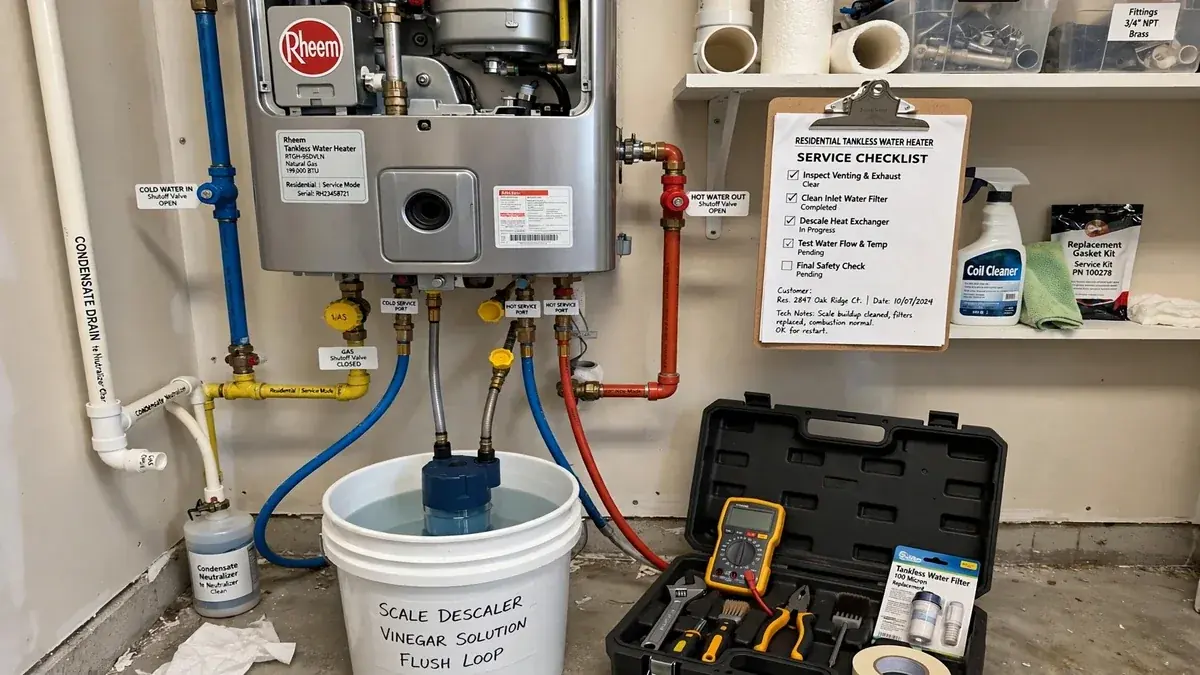 Rheem
Rheem
Tankless Water Heater
RTGH-95DVLN
Natural Gas
199,000 BTU
Residential : Service Mode
Serial: RH23458721
COLD WATER IN
Shutoff Valve
OPEN
HOT WATER OUT
Shutoff Valve
OPEN
COLD SERVICE
PORT
HOT SERVICE
PORT
HOT SERVICE
PORT
GAS
GAS
Shutoff Valve
CLOSED
Residential : Service Mode
CONDENSATE DRAIN
Condensate Neutralizer
Condensate
Neutralizer
Clean
SCALE DESCALER
VINEGAR SOLUTION
FLUSH LOOP
RESIDENTIAL TANKLESS WATER HEATER
SERVICE CHECKLIST
Inspect Venting & Exhaust
Clear
Clean Inlet Water Filter
Completed
Descale Heat Exchanger
In Progress
Test Water Flow & Temp
Pending
Final Safety Check
Pending
Customer:
Res. 2847 Oak Ridge Ct. | Date: 10/07/2024
Tech Notes: Scale buildup cleaned, filters
replaced, combustion normal.
OK for restart.
Fittings
3/4" NPT
Brass
Coil Cleaner
Replacement
Gasket Kit
Service Kit
PN 100278
Tankless Water Filter
100 Micron
Replacement